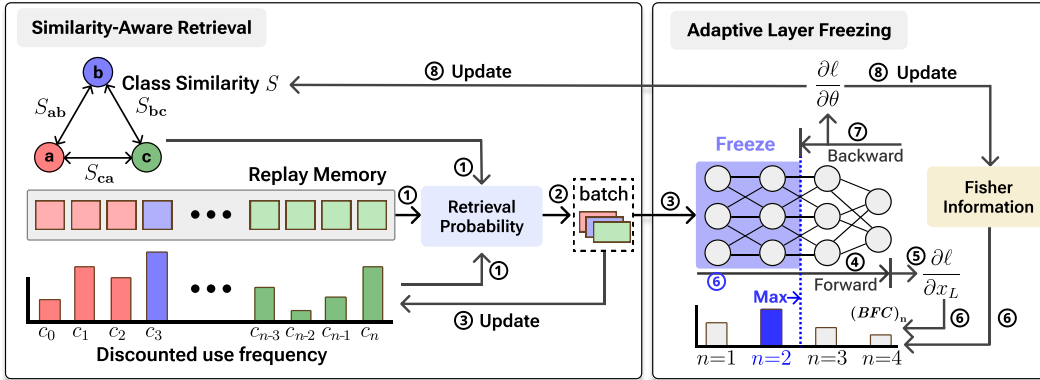 Similarity-Aware Retrieval
b
Class Similarity S
S_ab
S_bc
a
c
S_ca
⑧ Update
①
Replay Memory
①
Retrieval
Probability
②
batch
①
c_0
c_1
c_2
c_3
c_n-3
c_n-2
c_n-1
c_n
③ Update
Discounted use frequency
Adaptive Layer Freezing
∂ℓ
∂θ
⑧ Update
⑦
Freeze
Backward
③
Fisher
Information
④
⑤
∂ℓ
∂x_L
⑥
Forward
Max
(BFC)_n
⑥
⑥
n=1
n=2
n=3
n=4